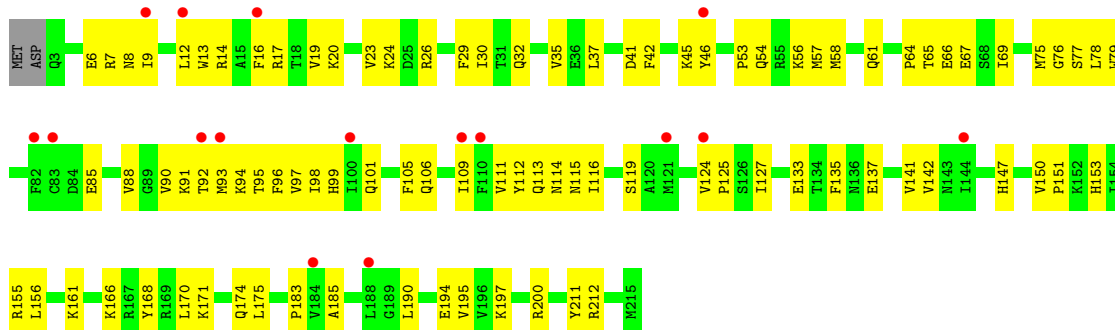 MET ASP Q3 E6 R7 N8 I9 L12 W13 R14 A15 F16 R17 T18 V19 K20 V23 K24 D25 R26 F29 I30 T31 Q32 V35 E36 L37 D41 F42 K45 Y46 P53 Q54 R55 K56 M57 M58 Q61 P64 T65 E66 E67 S68 I69 M75 G76 S77 L78 W79
F82 C83 D84 E85 V88 G89 V90 K91 T92 M93 K94 T95 F96 V97 I98 H99 I100 Q101 F105 Q106 I109 F110 V111 Y112 Q113 N114 N115 I116 S119 A120 M121 V124 P125 S126 I127 E133 T134 F135 N136 E137 V141 V142 N143 I144 H147 V150 P151 K152 H153 I154
R155 L156 K161 K166 R167 Y168 R169 L170 K171 Q174 L175 P183 V184 A185 L188 G189 L190 E194 V195 V196 K197 R200 Y211 R212 M215